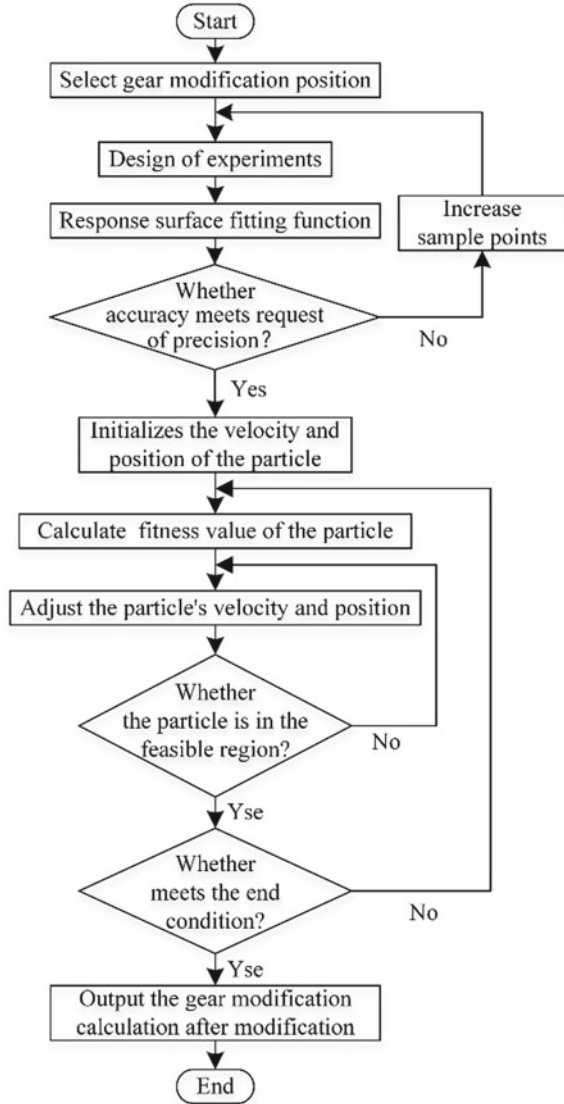 Start
Select gear modification position
Design of experiments
Response surface fitting function
Increase
sample points
Whether
accuracy meets request
of precision?
No
Yes
Initializes the velocity and
position of the particle
Calculate fitness value of the particle
Adjust the particle's velocity and position
Whether
the particle is in the
feasible region?
No
Yse
Whether
meets the end
condition?
No
Yse
Output the gear modification
calculation after modification
End